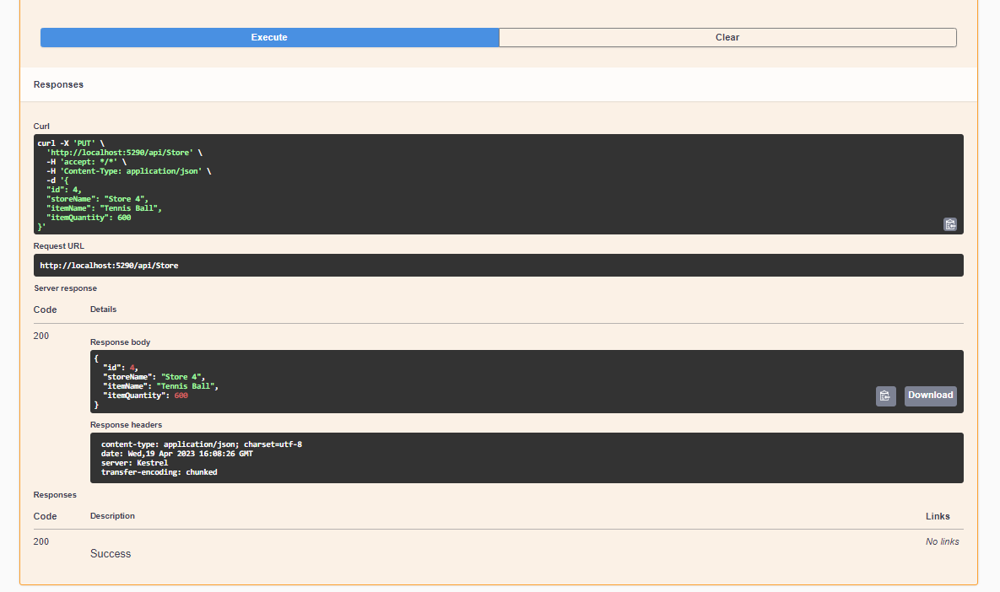 Execute
Clear
Responses
Curl
curl -X 'PUT' \
'http://localhost:5290/api/Store' \
-H 'accept: */*' \
-H 'Content-Type: application/json' \
-d '{
"id": 4,
"storeName": "Store 4",
"itemName": "Tennis Ball",
"itemQuantity": 600
}'
Request URL
http://localhost:5290/api/Store
Server response
Code Details
200
Response body
{
"id": 4,
"storeName": "Store 4",
"itemName": "Tennis Ball",
"itemQuantity": 600
}
Download
Response headers
content-type: application/json; charset=utf-8
date: Wed,19 Apr 2023 16:08:26 GMT
server: Kestrel
transfer-encoding: chunked
Responses
Code Description Links
200 No links
Success